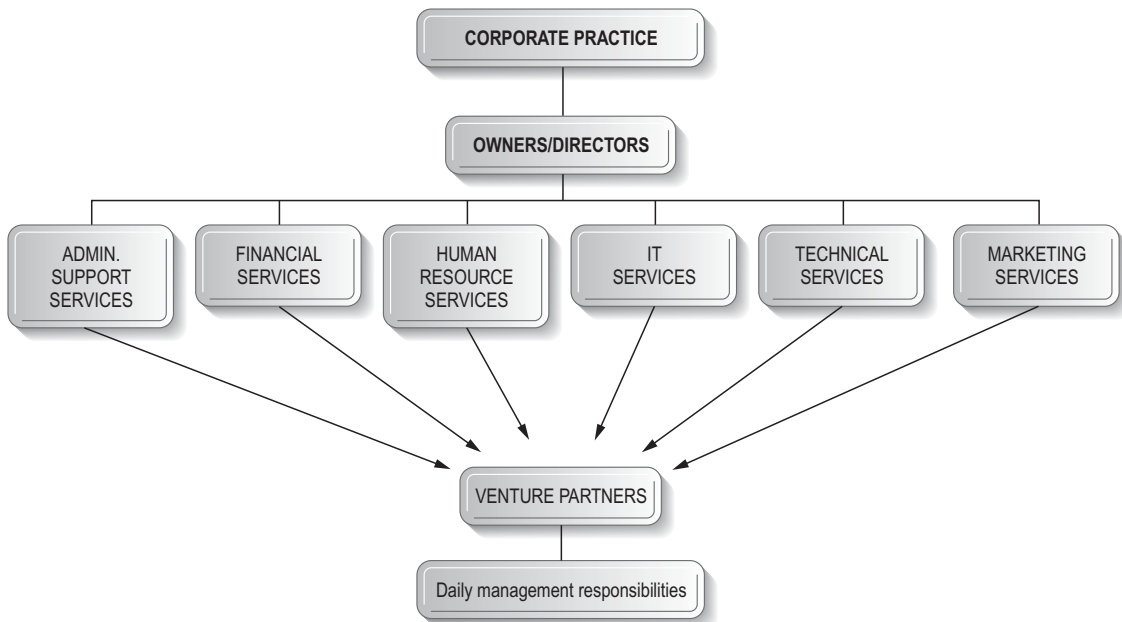 CORPORATE PRACTICE
OWNERS/DIRECTORS
ADMIN.
SUPPORT
SERVICES
FINANCIAL
SERVICES
HUMAN
RESOURCE
SERVICES
IT
SERVICES
TECHNICAL
SERVICES
MARKETING
SERVICES
VENTURE PARTNERS
Daily management responsibilities